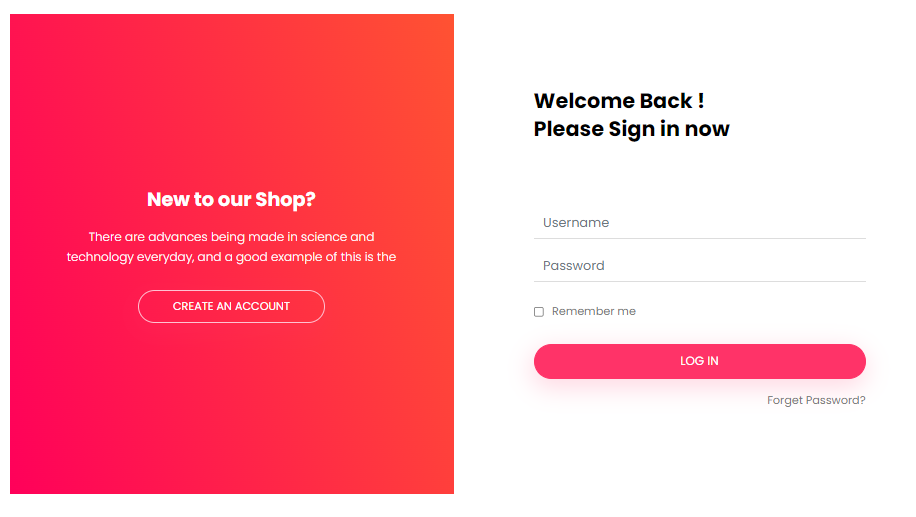 New to our Shop?
There are advances being made in science and
technology everyday, and a good example of this is the
CREATE AN ACCOUNT
Welcome Back !
Please Sign in now
Username
Password
Remember me
LOG IN
Forget Password?